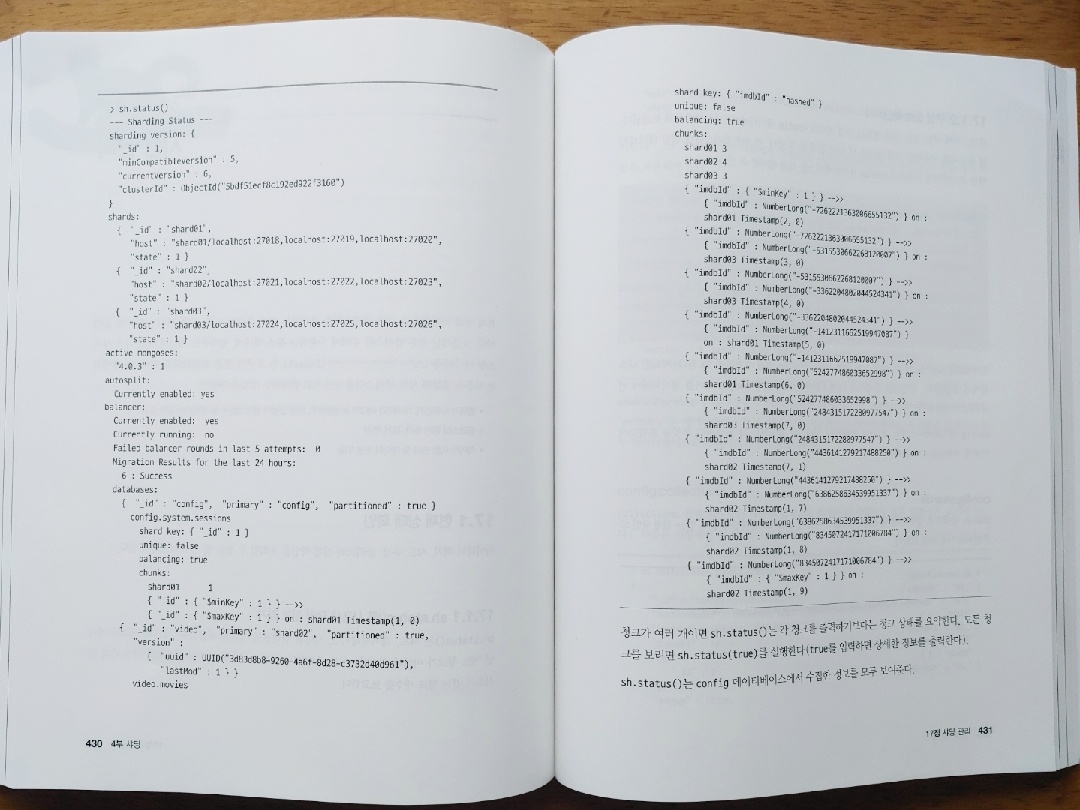 > sh.status()
--- Sharding Status ---
sharding version: {
"_id" : 1,
"minCompatibleVersion" : 5,
"currentVersion" : 6,
"clusterId" : ObjectId("5bdf51ecf8c192ed922f3160")
}
shards:
{ "_id" : "shard01",
"host" : "shard01/localhost:27018,localhost:27019,localhost:27020",
"state" : 1 }
{ "_id" : "shard02",
"host" : "shard02/localhost:27021,localhost:27022,localhost:27023",
"state" : 1 }
{ "_id" : "shard03",
"host" : "shard03/localhost:27024,localhost:27025,localhost:27026",
"state" : 1 }
active mongoses:
"4.0.3" : 1
autosplit:
Currently enabled: yes
balancer:
Currently enabled: yes
Currently running: no
Failed balancer rounds in last 5 attempts: 0
Migration Results for the last 24 hours:
6 : Success
databases:
{ "_id" : "config", "primary" : "config", "partitioned" : true }
config.system.sessions
shard key: { "_id" : 1 }
unique: false
balancing: true
chunks:
shard01 1
{ "_id" : { "$minKey" : 1 } } -->>
{ "_id" : { "$maxKey" : 1 } } on : shard01 Timestamp(1, 0)
{ "_id" : "video", "primary" : "shard02", "partitioned" : true,
"version" :
{ "uuid" : UUID("3d83d8b8-9260-4a6f-8d28-c3732d40d961"),
"lastMod" : 1 } }
video.movies
430 4부 샤딩
shard key: { "imdbId" : "hashed" }
unique: false
balancing: true
chunks:
shard01 3
shard02 4
shard03 3
{ "imdbId" : { "$minKey" : 1 } } -->>
{ "imdbId" : NumberLong("-7262221363006655132") } on :
shard01 Timestamp(2, 0)
{ "imdbId" : NumberLong("-7262221363006655132") } -->>
{ "imdbId" : NumberLong("-5315530662268120007") } on :
shard03 Timestamp(3, 0)
{ "imdbId" : NumberLong("-5315530662268120007") } -->>
{ "imdbId" : NumberLong("-3362204802044524341") } on :
shard03 Timestamp(4, 0)
{ "imdbId" : NumberLong("-3362204802044524341") } -->>
{ "imdbId" : NumberLong("-1412311662519947087") }
on : shard01 Timestamp(5, 0)
{ "imdbId" : NumberLong("-1412311662519947087") } -->>
{ "imdbId" : NumberLong("524277486033652998") } on :
shard01 Timestamp(6, 0)
{ "imdbId" : NumberLong("524277486033652998") } -->>
{ "imdbId" : NumberLong("2484315172280977547") } on :
Timestamp(7, 0)
{ "imdbId" : NumberLong("2484315172280977547") } -->>
{ "imdbId" : NumberLong("4436141279217488250") } on :
shard02 Timestamp(7, 1)
{ "imdbId" : NumberLong("4436141279217488250") } -->>
{ "imdbId" : NumberLong("6386258634539951337") } on :
shard02 Timestamp(1, 7)
{ "imdbId" : NumberLong("6386258634539951337") } -->>
{ "imdbId" : NumberLong("8345072417171006784") } on :
shard02 Timestamp(1, 8)
{ "imdbId" : NumberLong("8345072417171006784") } -->>
{ "imdbId" : { "$maxKey" : 1 } } on :
shard02 Timestamp(1, 9)
청크가 여러 개이면 sh.status()는 각 청크를 출력하기보다는 청크 상태를 요약한다. 모든 청
크를 보려면 sh.status(true)를 실행한다(true를 입력하면 상세한 정보를 출력한다).
sh.status()는 config 데이터베이스에서 수집한 정보를 모두 보여준다.
17장 샤딩 관리 431